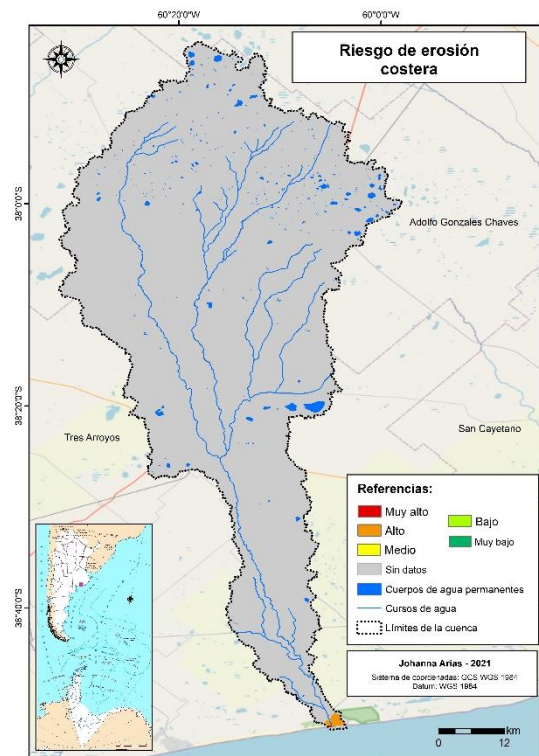 60°20'0"W
60°0'0"W
Riesgo de erosión
costera
38°0'0"S
Adolfo Gonzales Chaves
38°20'0"S
Tres Arroyos
San Cayetano
Referencias:
Muy alto
Alto
Medio
Bajo
Muy bajo
Sin datos
Cuerpos de agua permanentes
Cursos de agua
Límites de la cuenca
38°40'0"S
Johanna Arias - 2021
Sistema de coordenadas: GCS WGS 1984
Datum: WGS 1984
0 12
km